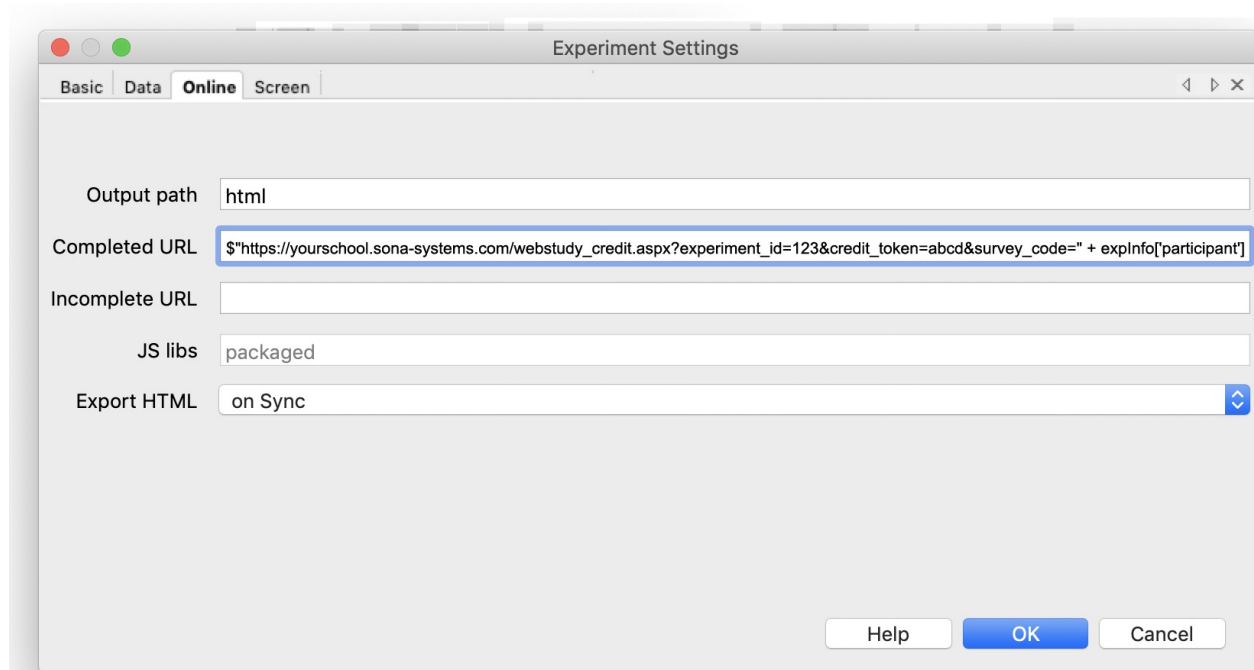 Experiment Settings
Basic Data Online Screen
Output path html
Completed URL $"https://yourschool.sona-systems.com/webstudy_credit.aspx?experiment_id=123&credit_token=abcd&survey_code=" + expInfo['participant']
Incomplete URL
JS libs packaged
Export HTML on Sync
Help OK Cancel